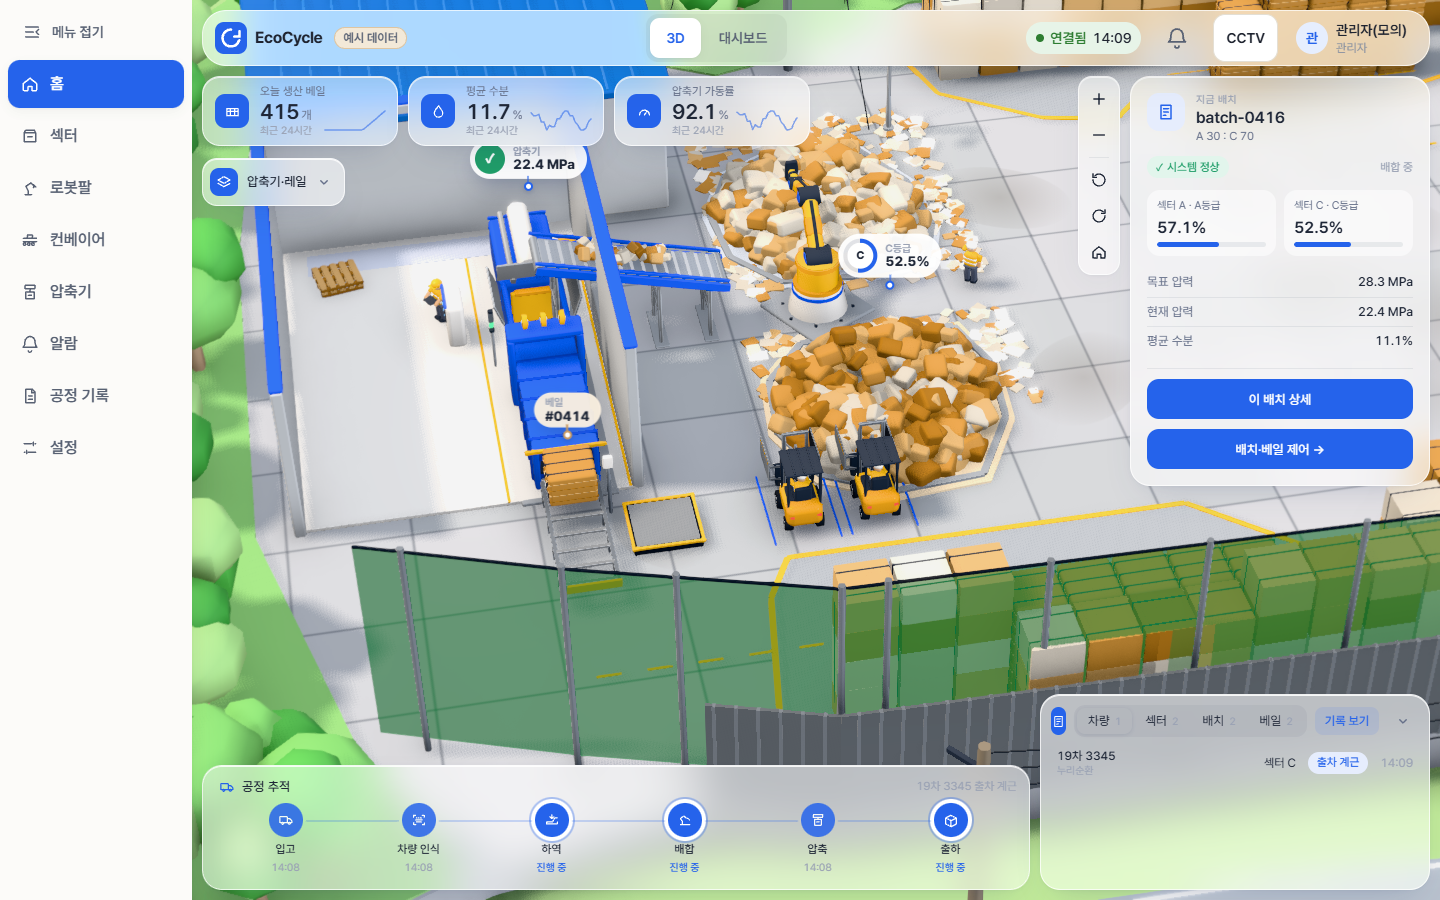 메뉴 접기
홈
섹터
로봇팔
컨베이어
압축기
알람
공정 기록
설정
EcoCycle
예시 데이터
3D
대시보드
연결됨 14:09
CCTV
관
관리자(모의)
관리자
오늘 생산 베일
415 개
최근 24시간
평균 수분
11.7 %
최근 24시간
압축기 가동률
92.1 %
최근 24시간
압축기·레일
압축기
22.4 MPa
C
C등급
52.5%
베일
#0414
지금 배치
batch-0416
A 30 : C 70
✓ 시스템 정상
배합 중
섹터 A · A등급
57.1%
섹터 C · C등급
52.5%
목표 압력
28.3 MPa
현재 압력
22.4 MPa
평균 수분
11.1%
이 배치 상세
배치·베일 제어 →
차량 1
섹터 2
배치 2
베일 2
기록 보기
19차 3345
누리순환
섹터 C
출차 계근
14:09
공정 추적
19차 3345 출차 계근
입고
14:08
차량 인식
14:08
하역
진행 중
배합
진행 중
압축
14:08
출하
진행 중